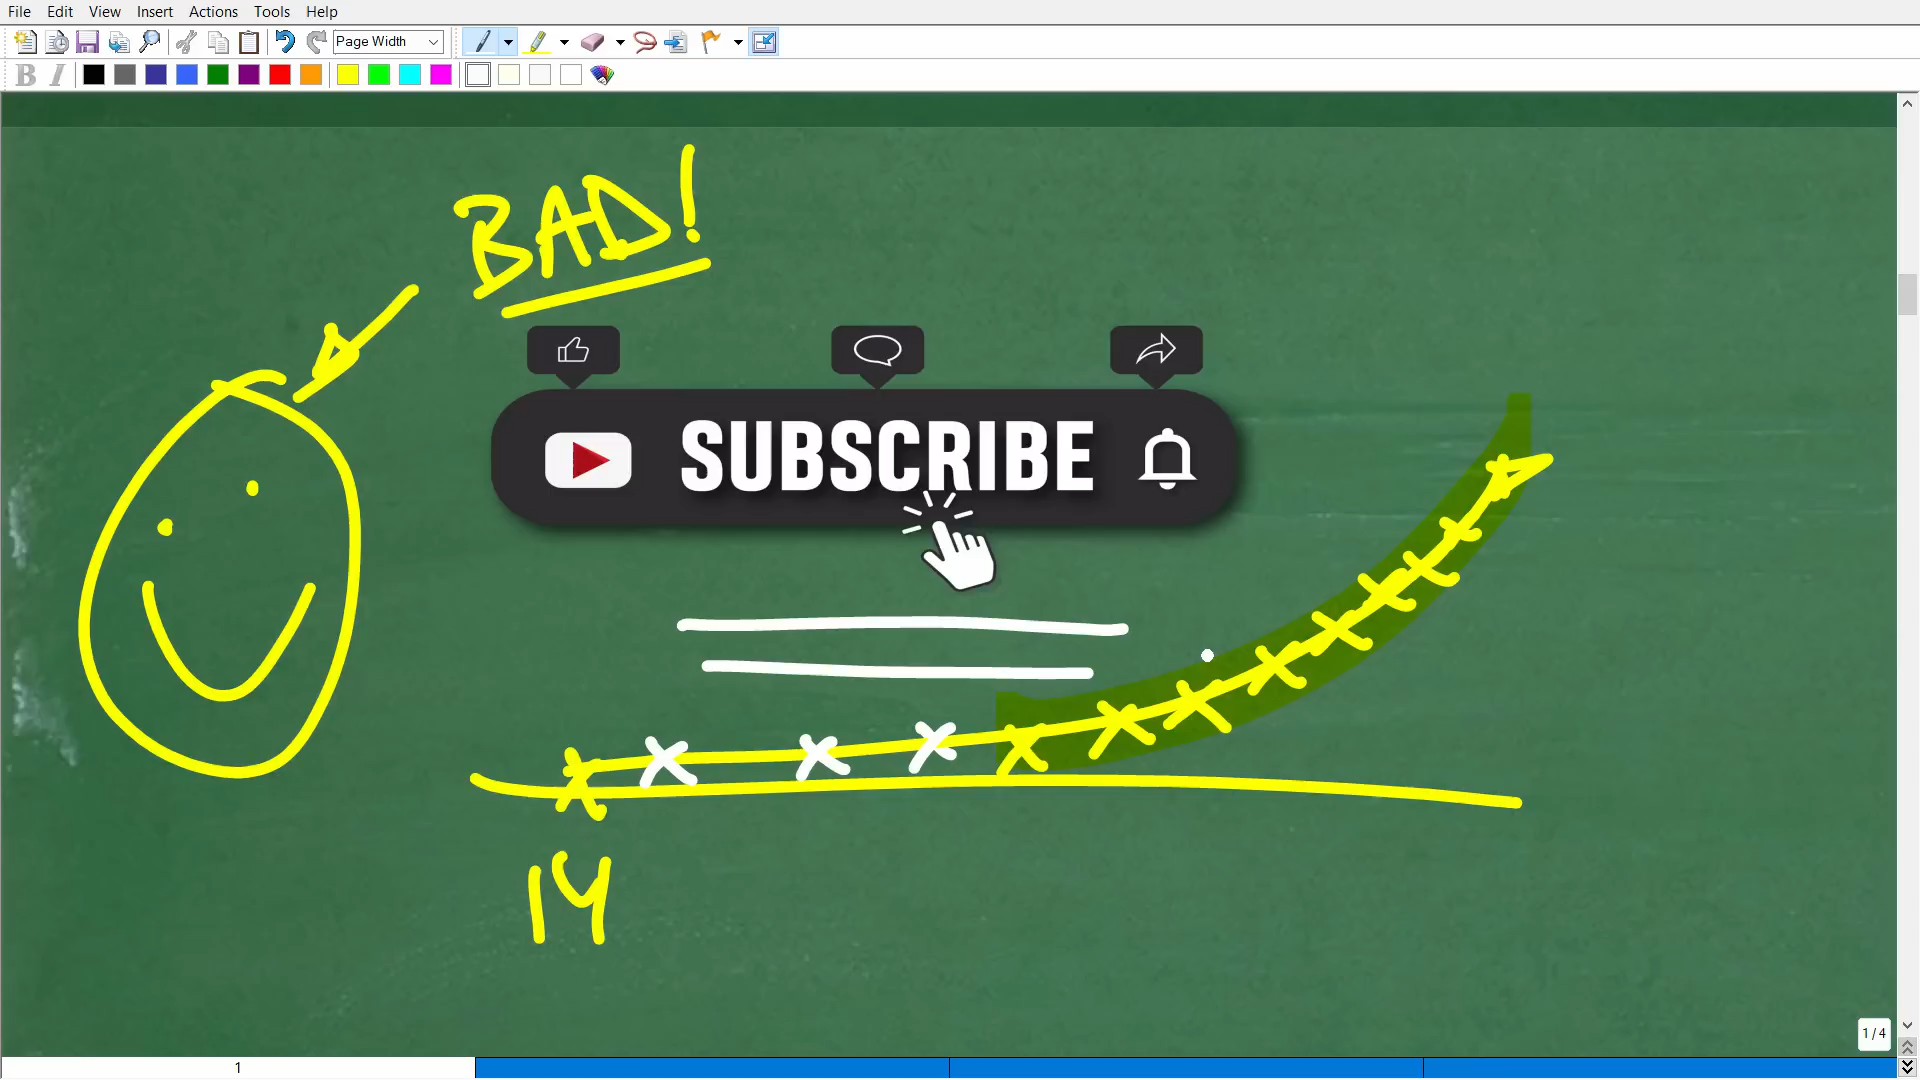 File Edit View Insert Actions Tools Help
Page Width
B I
BAD!
SUBSCRIBE
14
1 / 4
1